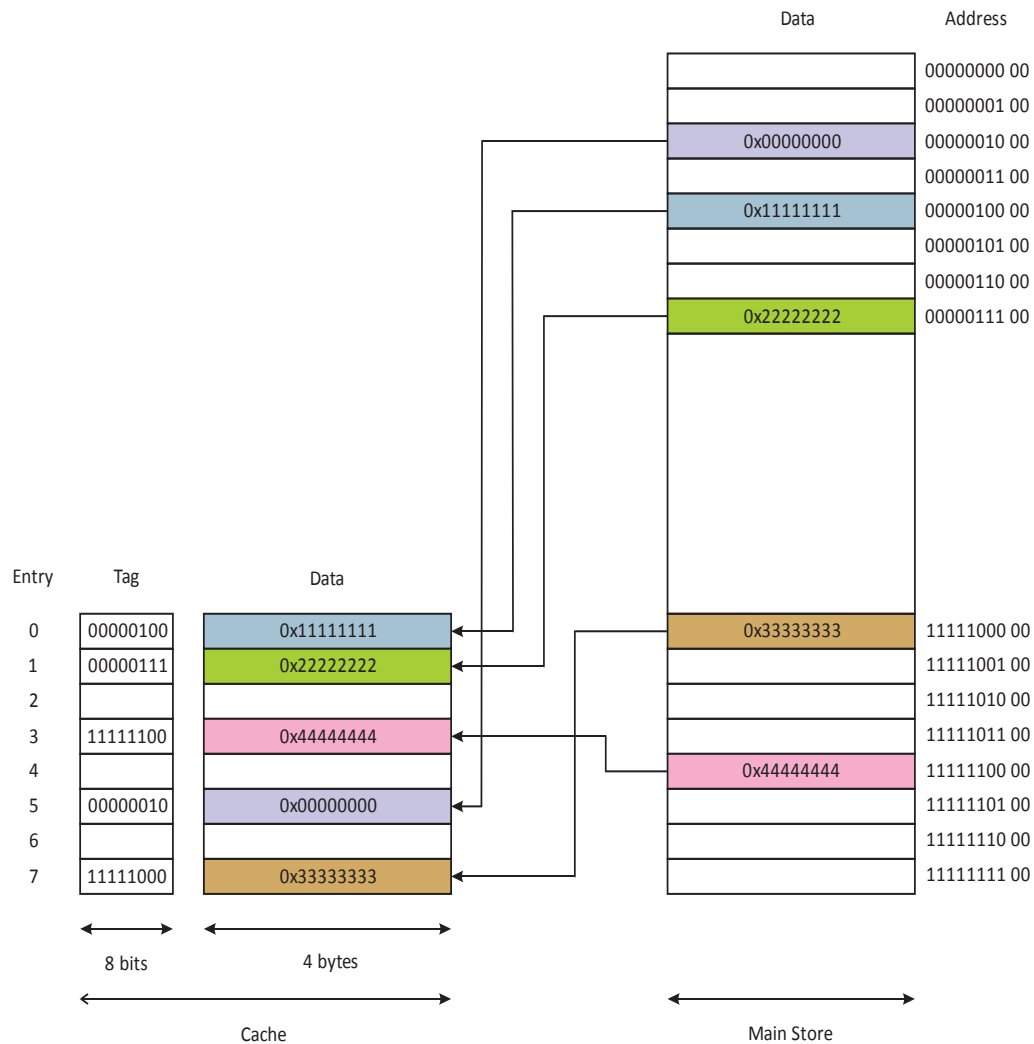 Data Address
00000000 00
00000001 00
0x00000000 00000010 00
00000011 00
0x11111111 00000100 00
00000101 00
00000110 00
0x22222222 00000111 00
Entry Tag Data
0 00000100 0x11111111 0x33333333 11111000 00
1 00000111 0x22222222 11111001 00
2 11111010 00
3 11111100 0x44444444 11111011 00
4 0x44444444 11111100 00
5 00000010 0x00000000 11111101 00
6 11111110 00
7 11111000 0x33333333 11111111 00
8 bits 4 bytes
Cache Main Store